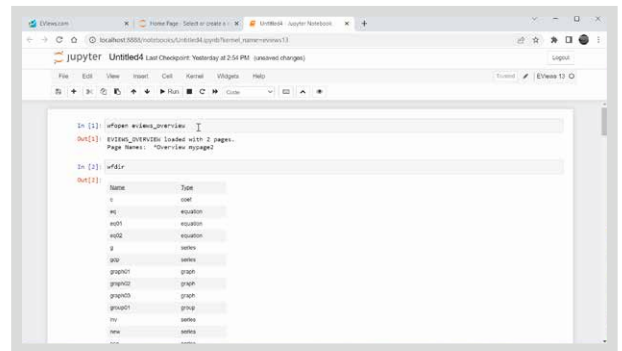 EViews.com
Home Page - Select or create a
Untitled4 - Jupyter Notebook
localhost:8888/notebooks/Untitled4.ipynb?kernel_name=eviews13
jupyter Untitled4 Last Checkpoint: Yesterday at 2:54 PM (unsaved changes)
Logout
File Edit View Insert Cell Kernel Widgets Help
Trusted EViews 13
Run Code
In [1]: wfopen eviews_overview
Out[1]: EVIEWS_OVERVIEW loaded with 2 pages.
Page Names: *Overview mypage2
In [2]: wfdir
Out[2]:
Name Type
c coef
eq equation
eq01 equation
eq02 equation
g series
gdp series
graph01 graph
graph02 graph
graph03 graph
group01 group
inv series
new series